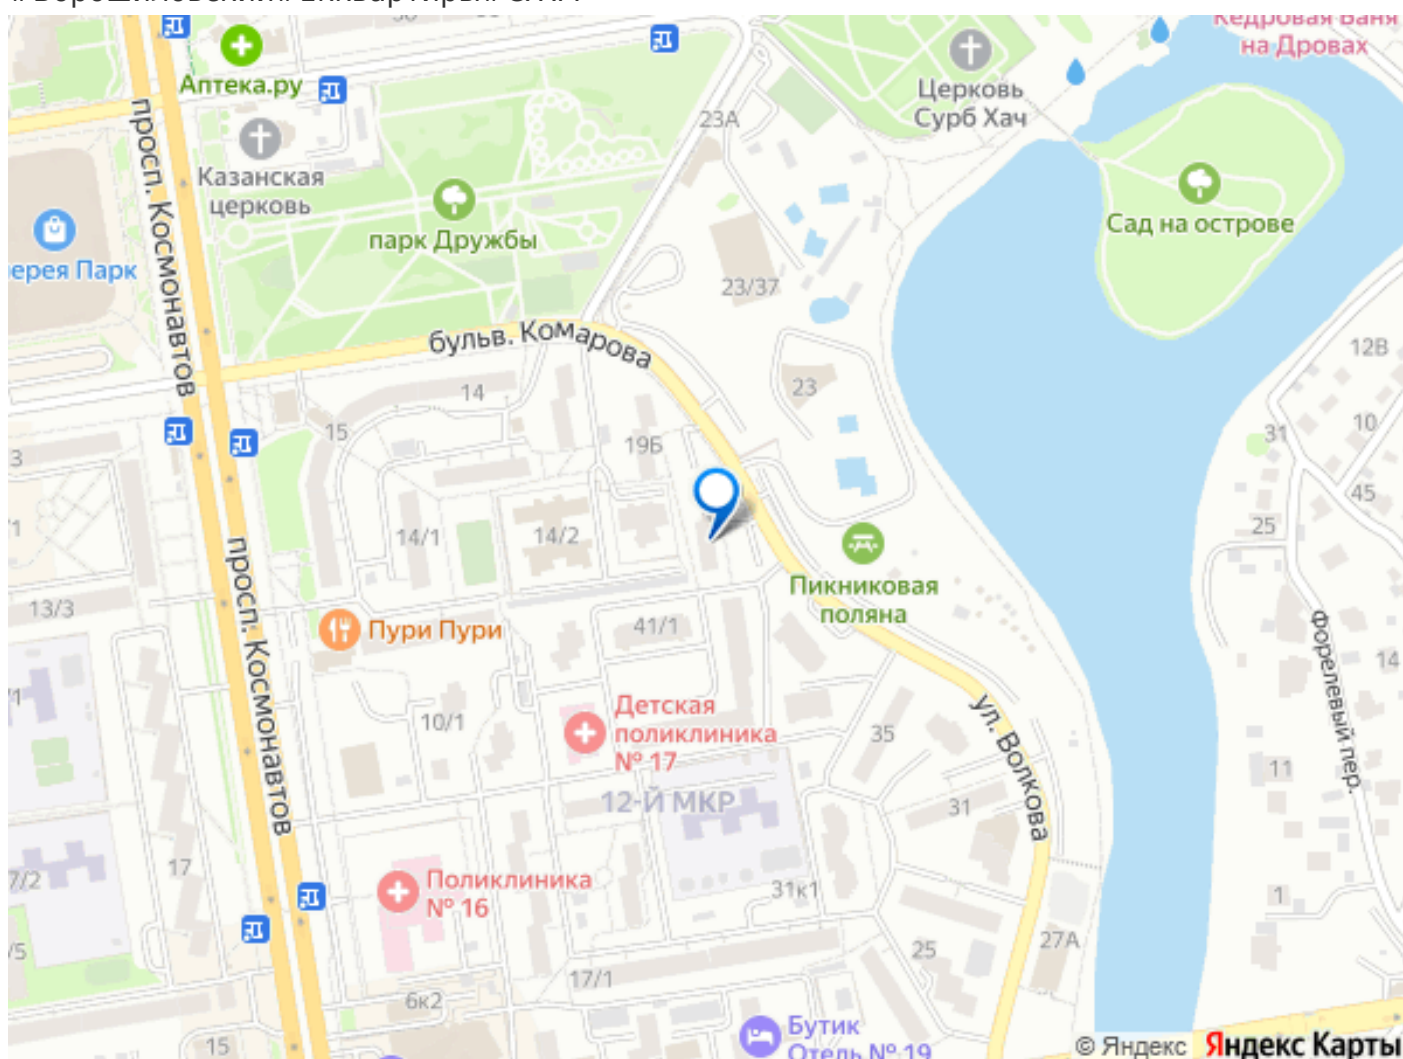 Аптека.ру
просп. Космонавтов
Казанская
церковь
парк Дружбы
ерея Парк
23А
Церковь
Сурб Хач
Кедровая Баня
на Дровах
Сад на острове
23/37
бульв. Комарова
23
14
15
19Б
12В
10
31
45
25
3
14/1
14/2
просп. Космонавтов
13/3
Пури Пури
41/1
Пикниковая
поляна
Форелевый пер.
14
10/1
Детская
поликлиника
№ 17
35
ул. Волкова
11
12-Й МКР
31
17
7/2
Поликлиника
№ 16
31к1
1
25
27А
17/1
6к2
15
Бутик
Отель № 19
© Яндекс Яндекс Карты